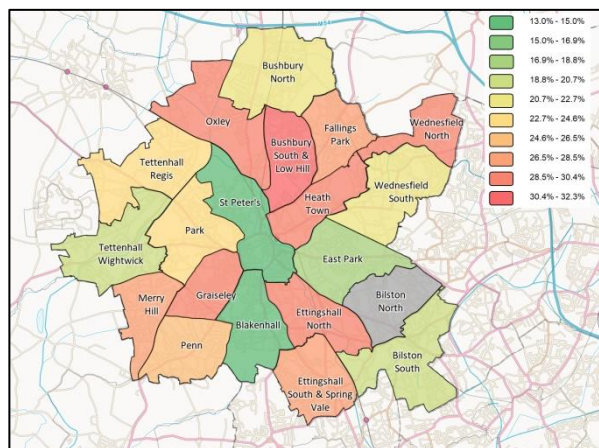 13.0% - 15.0%
15.0% - 16.9%
16.9% - 18.8%
18.8% - 20.7%
20.7% - 22.7%
22.7% - 24.6%
24.6% - 26.5%
26.5% - 28.5%
28.5% - 30.4%
30.4% - 32.3%
Bushbury
North
Oxley
Fallings
Park
Wednesfield
North
Bushbury
South &
Low Hill
Tettenhall
Regis
Wednesfield
South
St Peter's
Heath
Town
Park
Tettenhall
Wightwick
East Park
Merry
Hill
Graiseley
Bilston
North
Blakenhall
Ettingshall
North
Penn
Bilston
South
Ettingshall
South & Spring
Vale